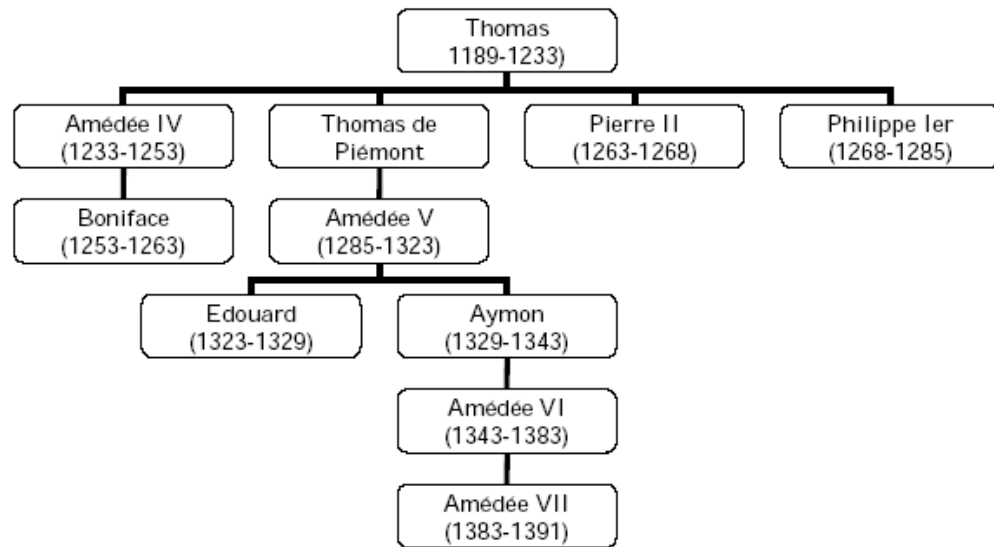 Thomas
1189-1233)
Amédée IV
(1233-1253)
Thomas de
Piémont
Pierre II
(1263-1268)
Philippe Ier
(1268-1285)
Boniface
(1253-1263)
Amédée V
(1285-1323)
Edouard
(1323-1329)
Aymon
(1329-1343)
Amédée VI
(1343-1383)
Amédée VII
(1383-1391)